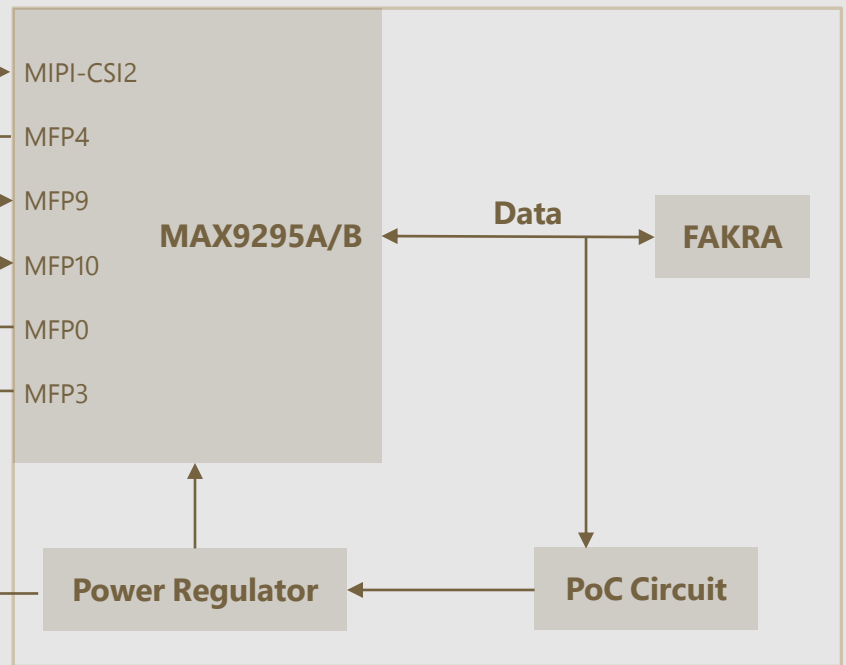 MIPI-CSI2
MFP4
MFP9
MFP10
MFP0
MFP3
MAX9295A/B
Data
FAKRA
Power Regulator
PoC Circuit